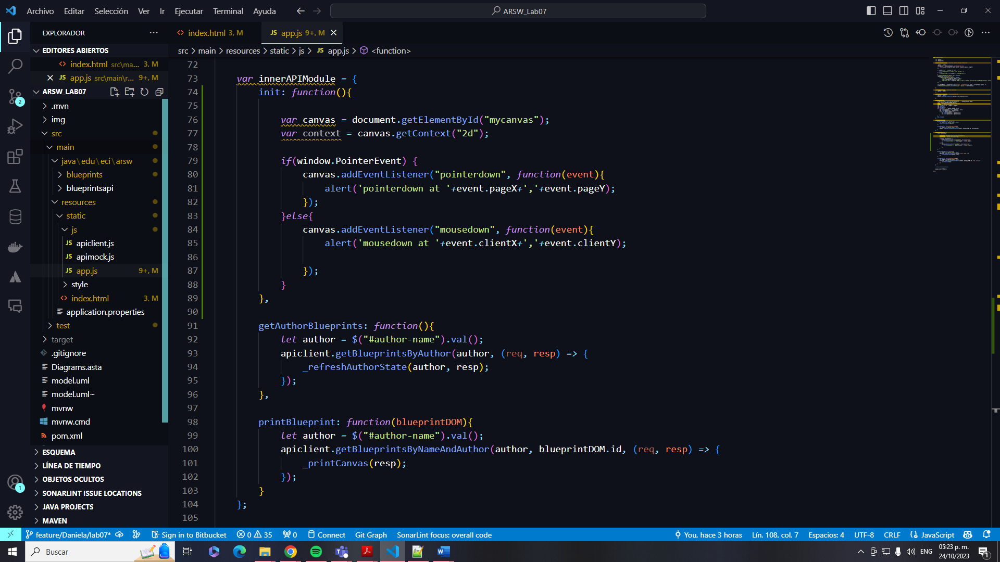 Archivo Editar Selección Ver Ir Ejecutar Terminal Ayuda
ARSW_Lab07
EXPLORADOR
index.html 3, M
JS app.js 9+, M
EDITORES ABIERTOS
index.html src\ma... 3, M
JS app.js src\main\r... 9+, M
ARSW_LAB07
.mvn
img
src
main
java\edu\eci\arsw
blueprints
blueprintsapi
resources
static
js
JS apiclient.js
JS apimock.js
JS app.js 9+, M
style
index.html 3, M
application.properties
test
target
.gitignore
Diagrams.asta
model.uml
model.uml~
mvnw
mvnw.cmd
pom.xml
ESQUEMA
LÍNEA DE TIEMPO
OBJETOS OCULTOS
SONARLINT ISSUE LOCATIONS
JAVA PROJECTS
MAVEN
2
1
src > main > resources > static > js > JS app.js > <function>
72
73 var innerAPIModule = {
74 init: function(){
75
76 var canvas = document.getElementById("mycanvas");
77 var context = canvas.getContext("2d");
78
79 if(window.PointerEvent) {
80 canvas.addEventListener("pointerdown", function(event){
81 alert('pointerdown at '+event.pageX+','+event.pageY);
82 });
83 }else{
84 canvas.addEventListener("mousedown", function(event){
85 alert('mousedown at '+event.clientX+','+event.clientY);
86
87 });
88 }
89 },
90
91 getAuthorBlueprints: function(){
92 let author = $("#author-name").val();
93 apiclient.getBlueprintsByAuthor(author, (req, resp) => {
94 _refreshAuthorState(author, resp);
95 });
96 },
97
98 printBlueprint: function(blueprintDOM){
99 let author = $("#author-name").val();
100 apiclient.getBlueprintsByNameAndAuthor(author, blueprintDOM.id, (req, resp) => {
101 _printCanvas(resp);
102 });
103 }
104 };
105
feature/Daniela/lab07* Sign in to Bitbucket 0 35 0 Connect Git Graph SonarLint focus: overall code You, hace 3 horas Lín. 108, col. 7 Espacios: 4 UTF-8 CRLF JavaScript
Buscar
ENG
05:23 p. m.
24/10/2023
1